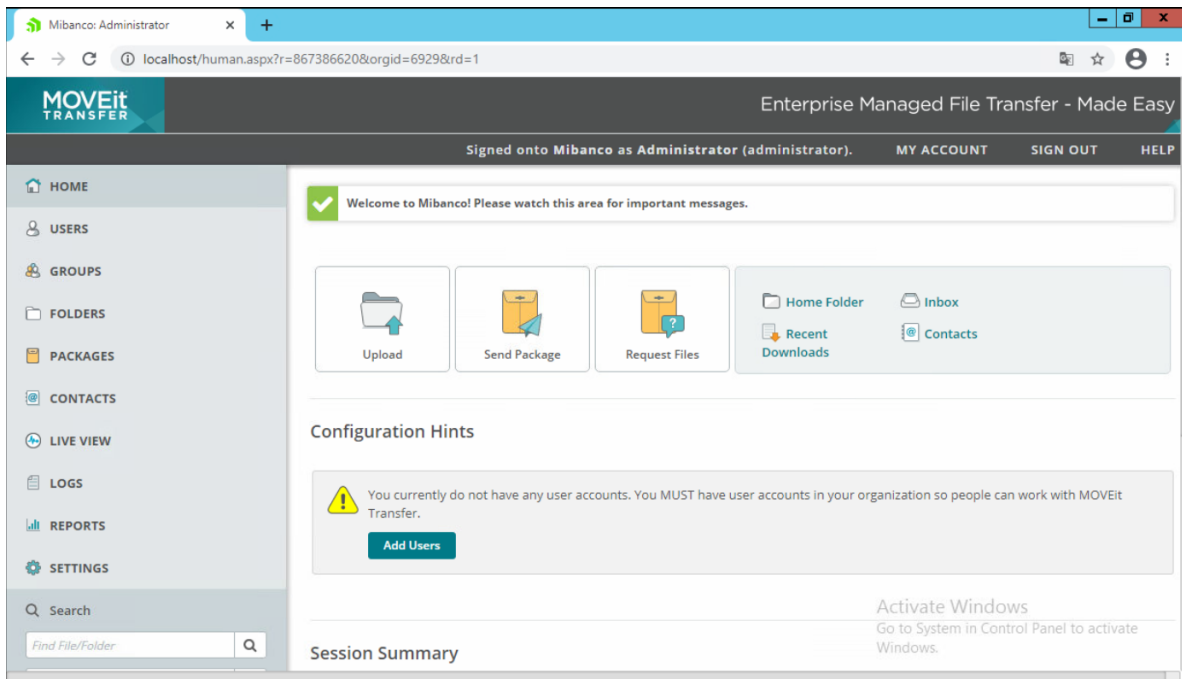 Mibanco: Administrator
localhost/human.aspx?r=867386620&orgid=6929&rd=1
MOVEit
TRANSFER
Enterprise Managed File Transfer - Made Easy
Signed onto Mibanco as Administrator (administrator). MY ACCOUNT SIGN OUT HELP
HOME
USERS
GROUPS
FOLDERS
PACKAGES
CONTACTS
LIVE VIEW
LOGS
REPORTS
SETTINGS
Search
Find File/Folder
Welcome to Mibanco! Please watch this area for important messages.
Upload
Send Package
Request Files
Home Folder
Inbox
Recent
Downloads
Contacts
Configuration Hints
You currently do not have any user accounts. You MUST have user accounts in your organization so people can work with MOVEit
Transfer.
Add Users
Session Summary
Activate Windows
Go to System in Control Panel to activate
Windows.